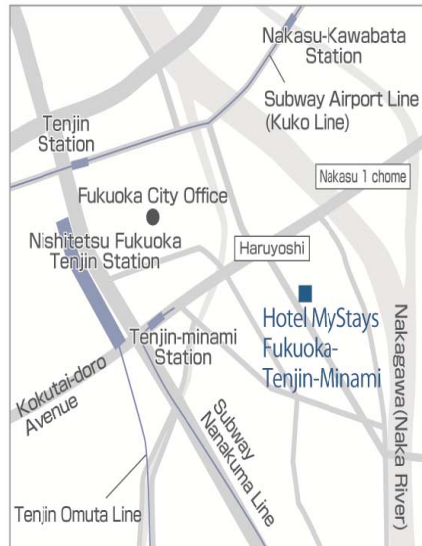 Nakasu-Kawabata
Station
Subway Airport Line
(Kuko Line)
Tenjin
Station
Nakasu 1 chome
Fukuoka City Office
Nishitetsu Fukuoka
Tenjin Station
Haruyoshi
Hotel MyStays
Fukuoka-
Tenjin-Minami
Tenjin-minami
Station
Nakagawa (Naka River)
Kokutai-doro
Avenue
Subway
Nanakuma Line
Tenjin Omuta Line